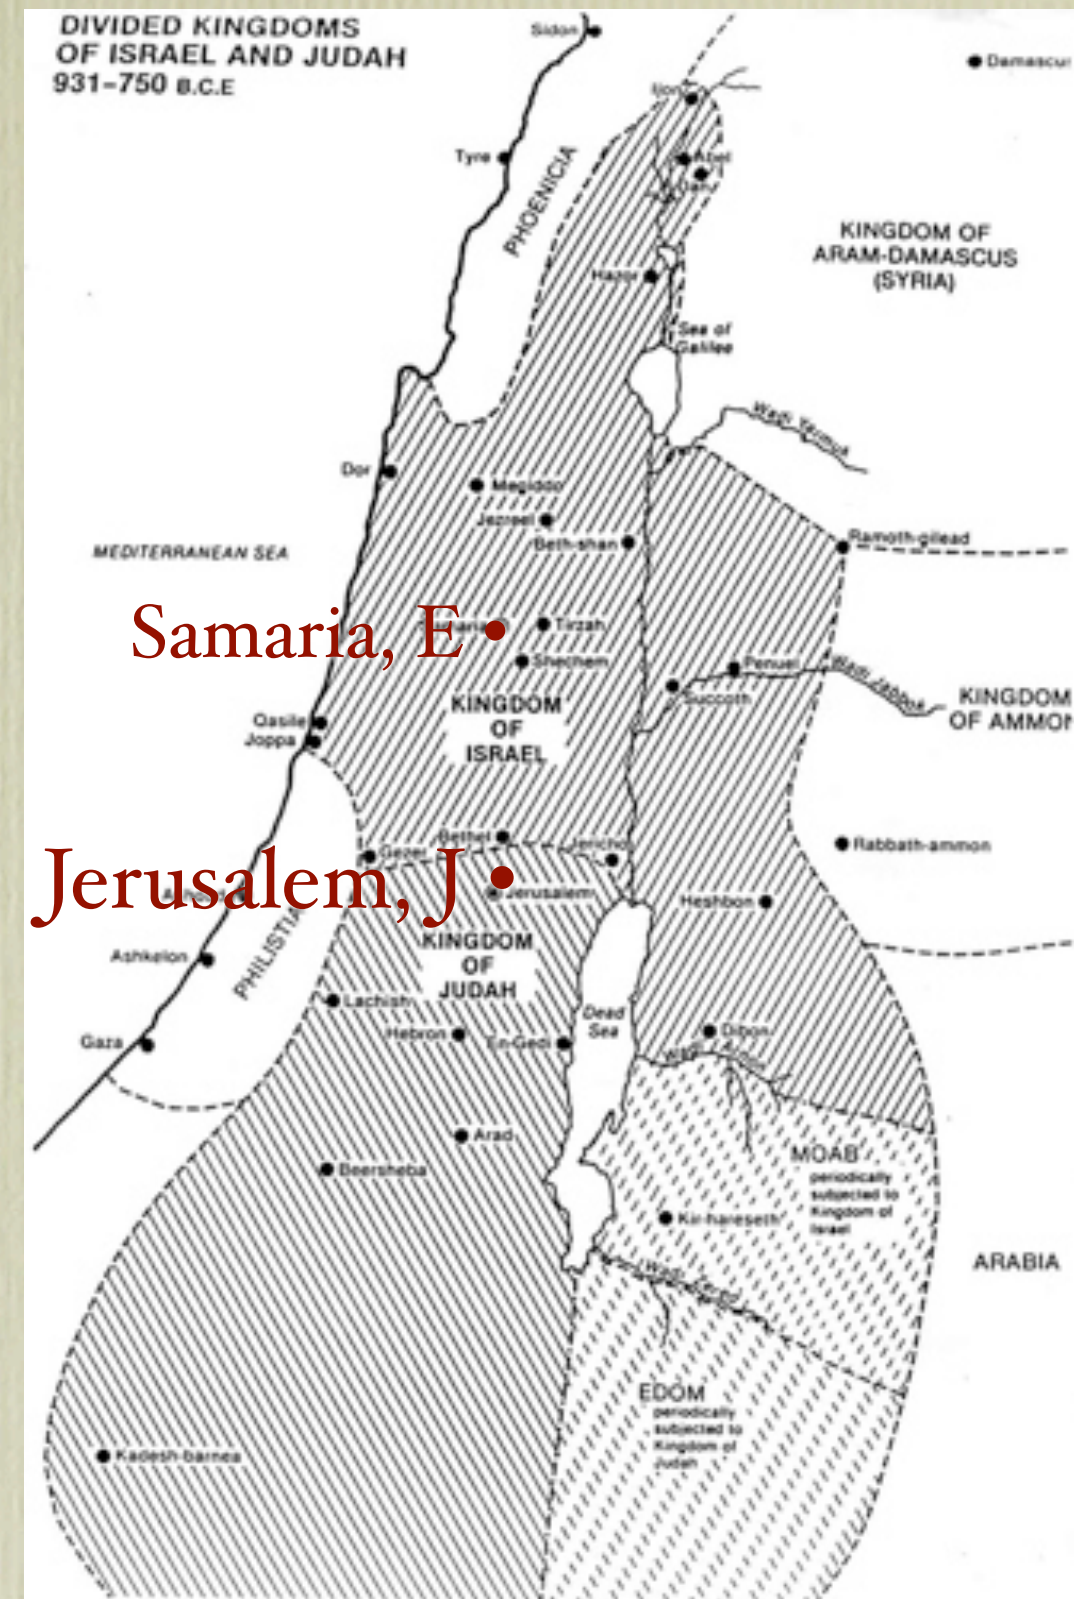 DIVIDED KINGDOMS
OF ISRAEL AND JUDAH
931-750 B.C.E
Sidon
Damascus
Ijon
Tyre
Abel
Dan
PHOENICIA
KINGDOM OF
ARAM-DAMASCUS
(SYRIA)
Hazor
Sea of
Galilee
Wadi Yarmuk
Dor
Megiddo
Jezreel
Beth-shan
Ramoth-gilead
MEDITERRANEAN SEA
Samaria, E
Tirzah
Shechem
Penuel
Wadi Jabbok
Succoth
KINGDOM
OF
ISRAEL
KINGDOM
OF AMMON
Qasile
Joppa
Bethel
Gezer
Jericho
Rabbath-ammon
Jerusalem, J
Jerusalem
Heshbon
PHILISTIA
KINGDOM
OF
JUDAH
Ashkelon
Lachish
Dead
Sea
Hebron
En-Gedi
Dibon
Gaza
Wadi Arnon
Arad
MOAB
periodically
subjected to
Kingdom of
Israel
Beersheba
Kir-hareseth
Wadi Zered
ARABIA
EDOM
periodically
subjected to
Kingdom of
Judah
Kadesh-barnea